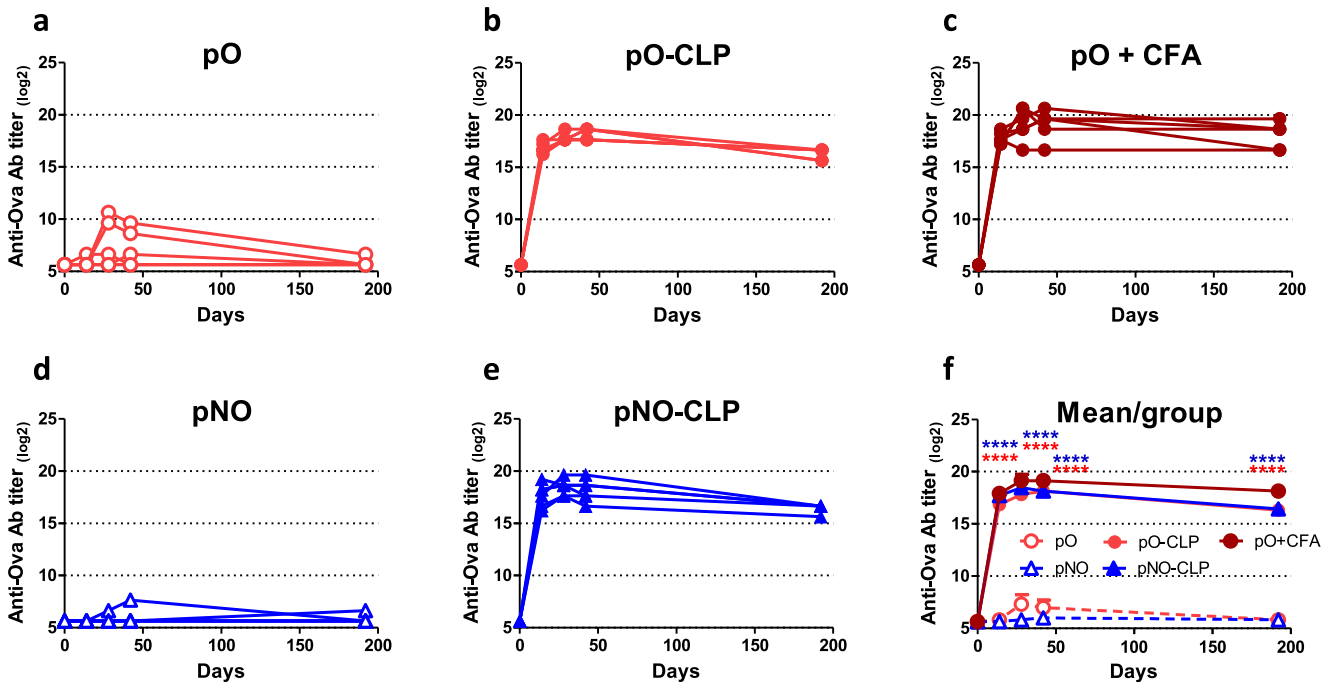 a
pO
Anti-Ova Ab titer (log2)
25
20
15
10
5
0 50 100 150 200
Days
b
pO-CLP
Anti-Ova Ab titer (log2)
25
20
15
10
5
0 50 100 150 200
Days
c
pO + CFA
Anti-Ova Ab titer (log2)
25
20
15
10
5
0 50 100 150 200
Days
d
pNO
Anti-Ova Ab titer (log2)
25
20
15
10
5
0 50 100 150 200
Days
e
pNO-CLP
Anti-Ova Ab titer (log2)
25
20
15
10
5
0 50 100 150 200
Days
f
Mean/group
Anti-Ova Ab titer (log2)
25
20
15
10
5
**** ****
**** ****
**** ****
**** ****
pO pO-CLP pO+CFA
pNO pNO-CLP
0 50 100 150 200
Days